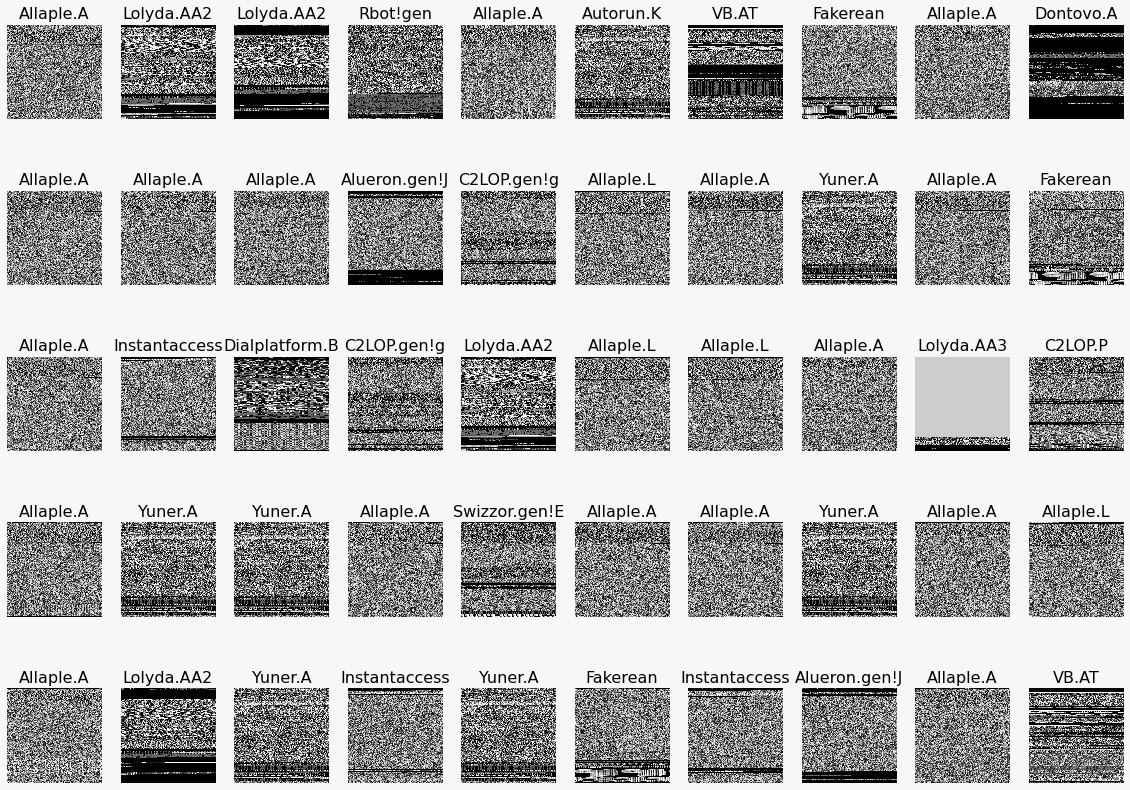 Allaple.A Lolyda.AA2 Lolyda.AA2 Rbot!gen Allaple.A Autorun.K VB.AT Fakerean Allaple.A Dontovo.A
Allaple.A Allaple.A Allaple.A Alueron.gen!J C2LOP.gen!g Allaple.L Allaple.A Yuner.A Allaple.A Fakerean
Allaple.A Instantaccess Dialplatform.B C2LOP.gen!g Lolyda.AA2 Allaple.L Allaple.L Allaple.A Lolyda.AA3 C2LOP.P
Allaple.A Yuner.A Yuner.A Allaple.A Swizzor.gen!E Allaple.A Allaple.A Yuner.A Allaple.A Allaple.L
Allaple.A Lolyda.AA2 Yuner.A Instantaccess Yuner.A Fakerean Instantaccess Alueron.gen!J Allaple.A VB.AT